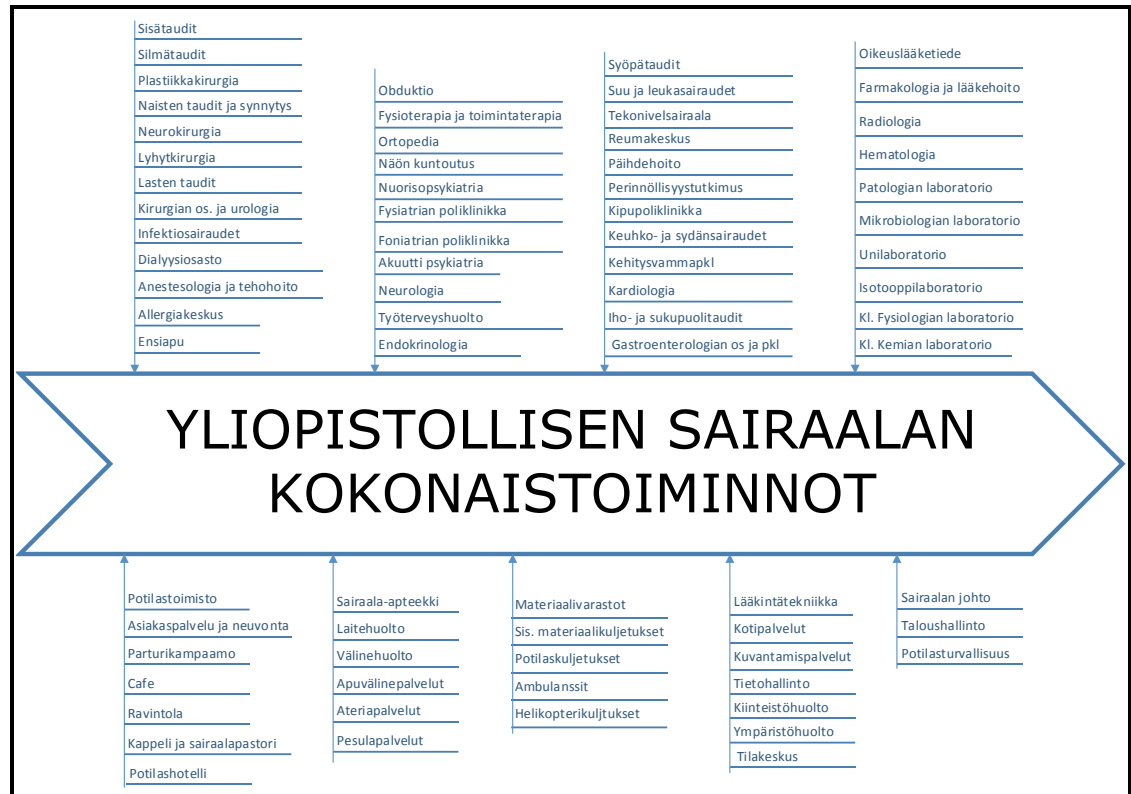 Sisätaudit
Silmätaudit
Plastiikkakirurgia
Naisten taudit ja synnytys
Neurokirurgia
Lyhytkirurgia
Lasten taudit
Kirurgian os. ja urologia
Infektiosairaudet
Dialyysiosasto
Anestesologia ja tehohoito
Allergiakeskus
Ensiapu
Obduktio
Fysioterapia ja toimintaterapia
Ortopedia
Näön kuntoutus
Nuorisopsykiatria
Fysiatrian poliklinikka
Foniatrian poliklinikka
Akuutti psykiatria
Neurologia
Työterveyshuolto
Endokrinologia
Syöpätaudit
Suu ja leukasairaudet
Tekonivelsairaala
Reumakeskus
Päihdehoito
Perinnöllisyystutkimus
Kipupoliklinikka
Keuhko- ja sydänsairaudet
Kehitysvammapkl
Kardiologia
Iho- ja sukupuolitaudit
Gastroenterologian os ja pkl
Oikeuslääketiede
Farmakologia ja lääkehoito
Radiologia
Hematologia
Patologian laboratorio
Mikrobiologian laboratorio
Unilaboratorio
Isotooppilaboratorio
Kl. Fysiologian laboratorio
Kl. Kemian laboratorio
YLIOPISTOLLISEN SAIRAALAN
KOKONAISTOIMINNOT
Potilastoimisto
Asiakaspalvelu ja neuvonta
Parturikampaamo
Cafe
Ravintola
Kappeli ja sairaalapastori
Potilashotelli
Sairaala-apteekki
Laitehuolto
Välinehuolto
Apuvälinepalvelut
Ateriapalvelut
Pesulapalvelut
Materiaalivarastot
Sis. materiaalikuljetukset
Potilaskuljetukset
Ambulanssit
Helikopterikuljtukset
Lääkintätekniikka
Kotipalvelut
Kuvantamispalvelut
Tietohallinto
Kiinteistöhuolto
Ympäristöhuolto
Tilakeskus
Sairaalan johto
Taloushallinto
Potilasturvallisuus